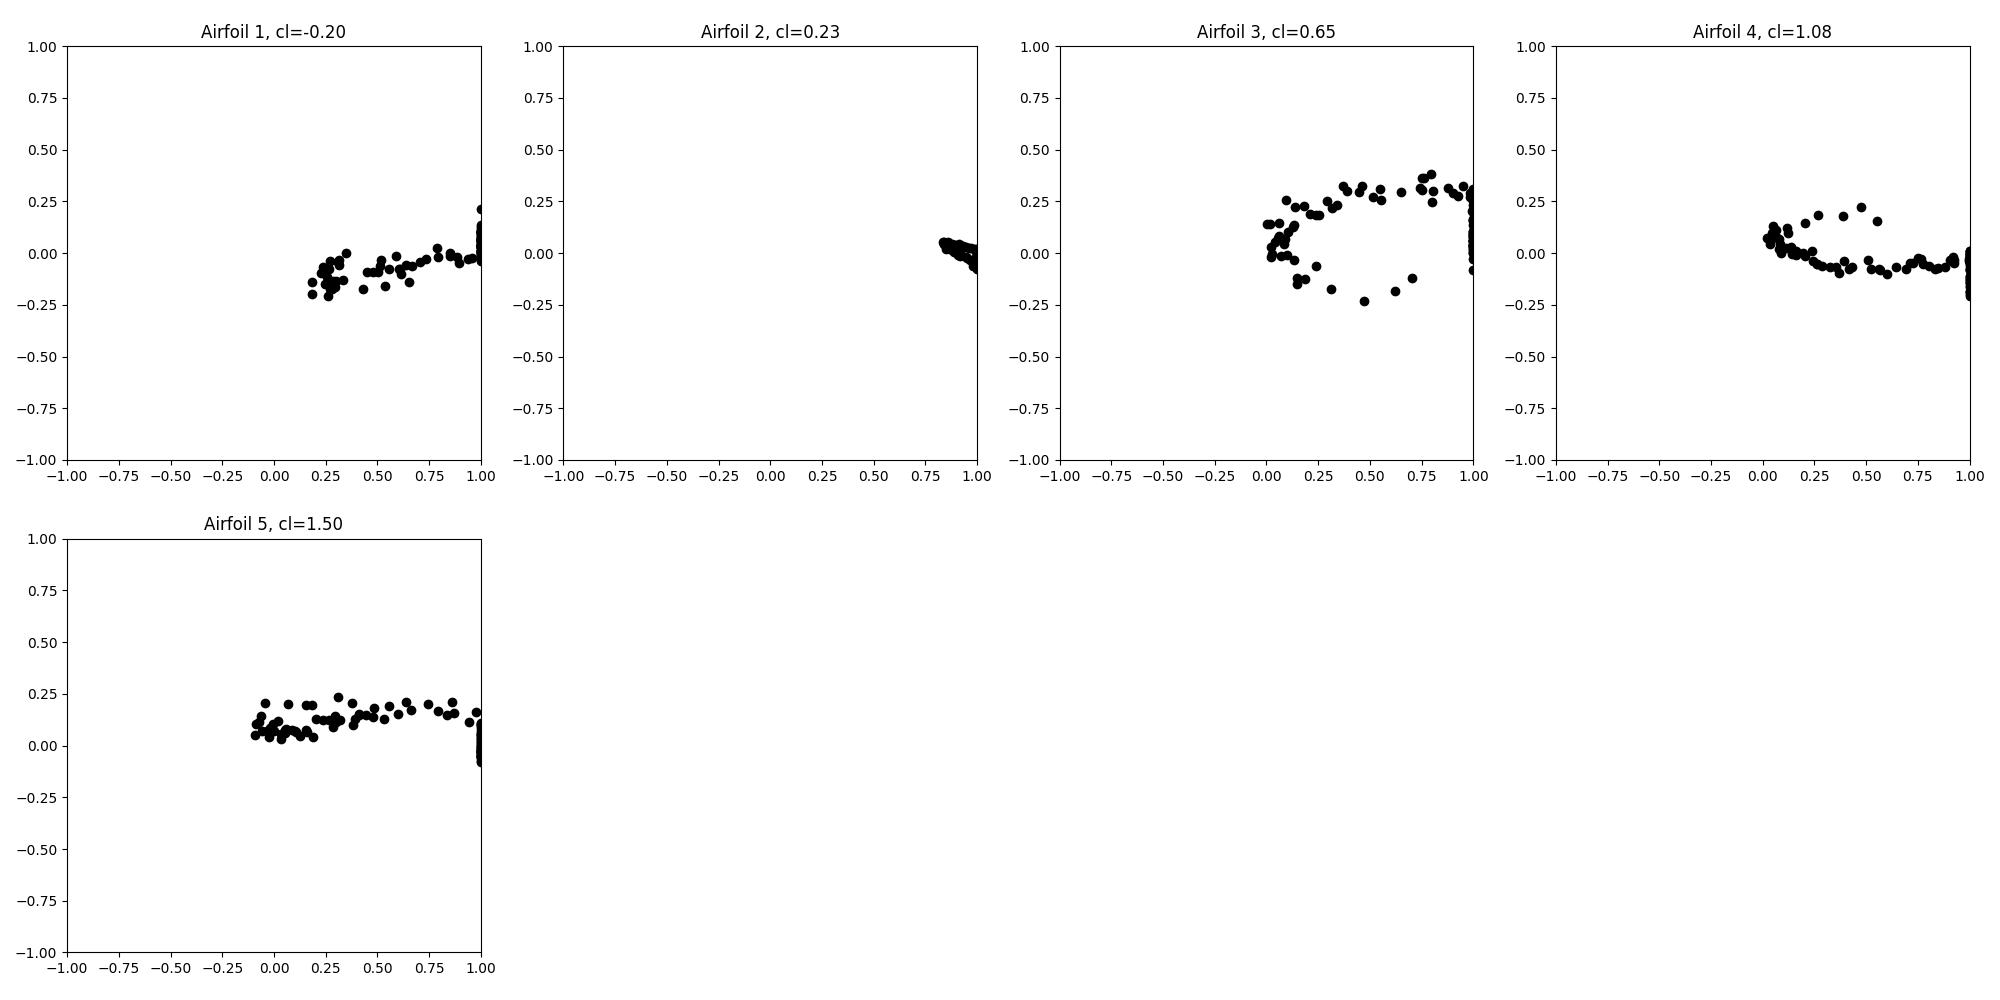 Airfoil 1, cl=-0.20
Airfoil 2, cl=0.23
Airfoil 3, cl=0.65
Airfoil 4, cl=1.08
1.00 1.00 1.00 1.00
0.75 0.75 0.75 0.75
0.50 0.50 0.50 0.50
0.25 0.25 0.25 0.25
0.00 0.00 0.00 0.00
−0.25 −0.25 −0.25 −0.25
−0.50 −0.50 −0.50 −0.50
−0.75 −0.75 −0.75 −0.75
−1.00 −1.00 −1.00 −1.00
−1.00 −0.75 −0.50 −0.25 0.00 0.25 0.50 0.75 1.00
−1.00 −0.75 −0.50 −0.25 0.00 0.25 0.50 0.75 1.00
−1.00 −0.75 −0.50 −0.25 0.00 0.25 0.50 0.75 1.00
−1.00 −0.75 −0.50 −0.25 0.00 0.25 0.50 0.75 1.00
Airfoil 5, cl=1.50
1.00
0.75
0.50
0.25
0.00
−0.25
−0.50
−0.75
−1.00
−1.00 −0.75 −0.50 −0.25 0.00 0.25 0.50 0.75 1.00